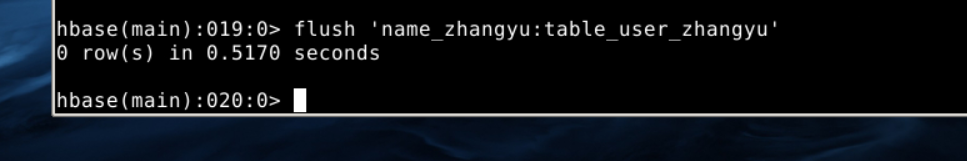 hbase(main):019:0> flush 'name_zhangyu:table_user_zhangyu'
0 row(s) in 0.5170 seconds
hbase(main):020:0>